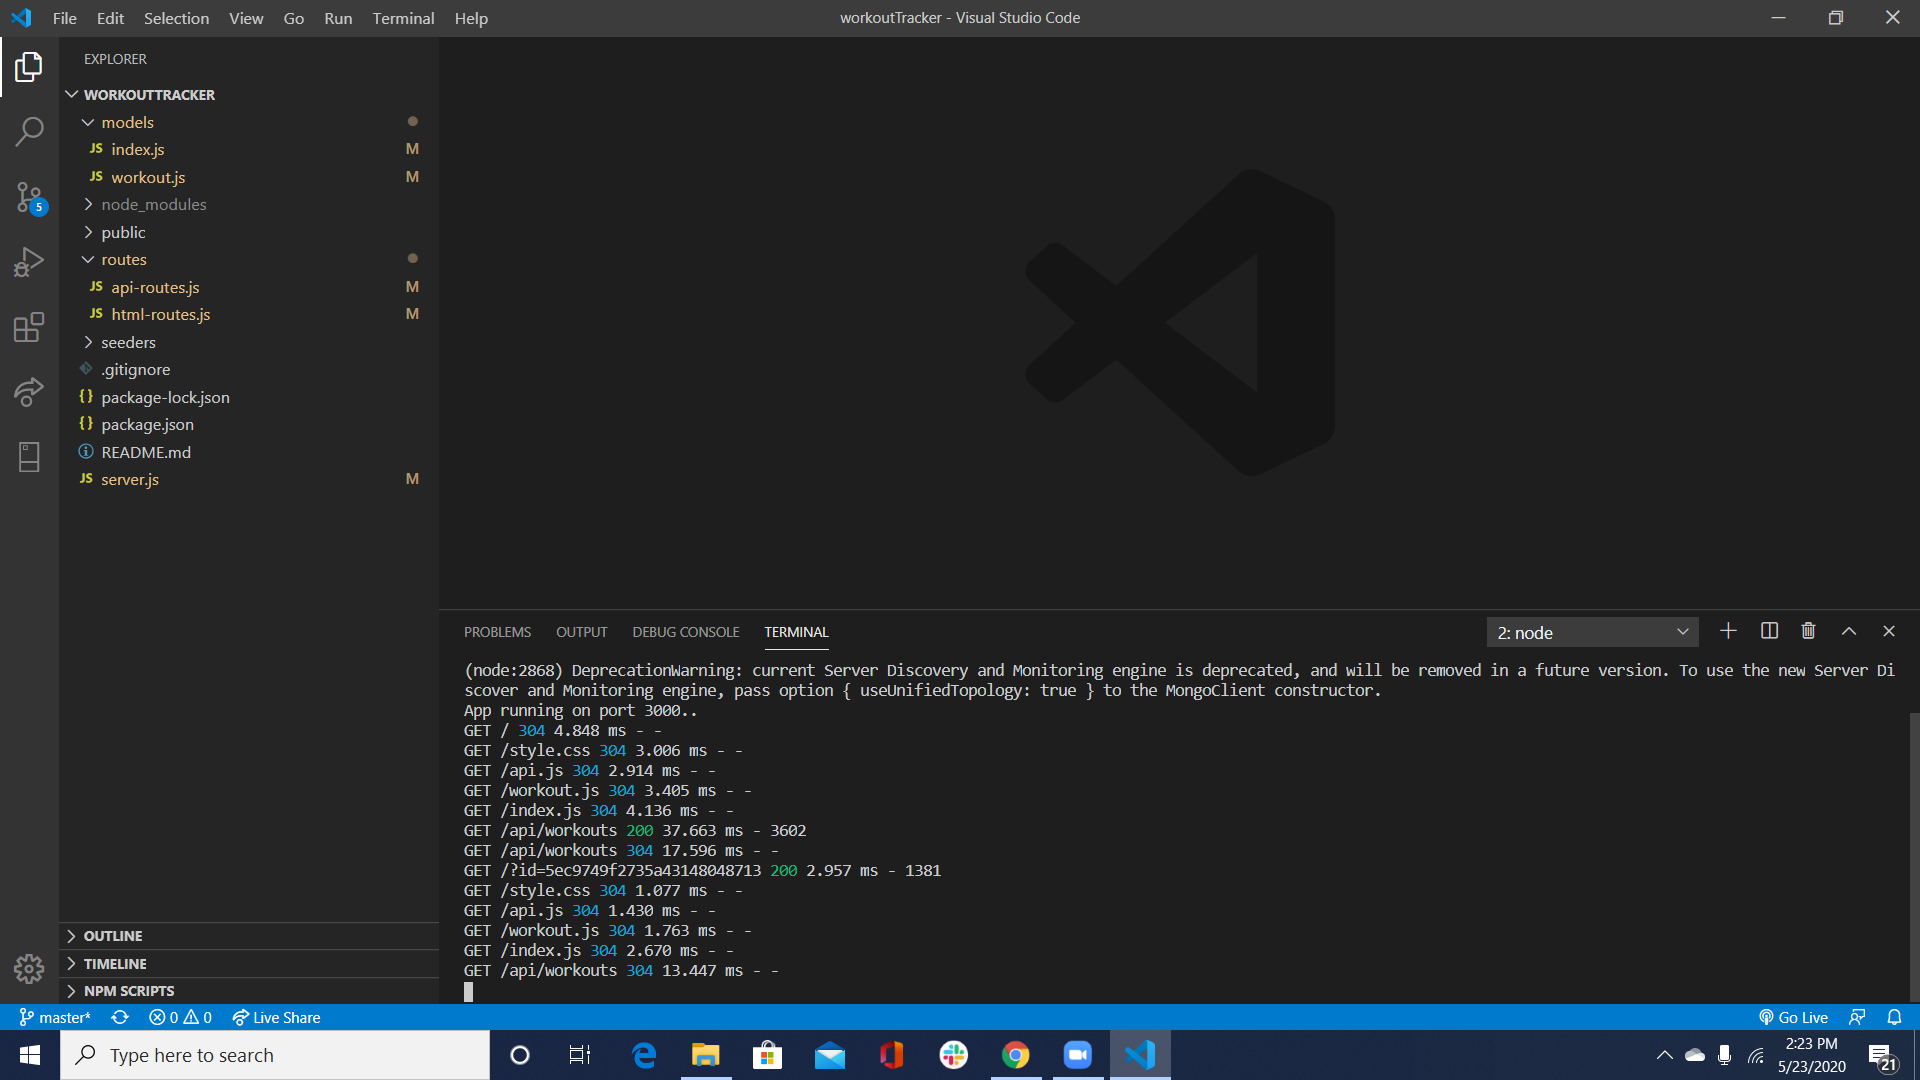 File Edit Selection View Go Run Terminal Help
workoutTracker - Visual Studio Code
EXPLORER
WORKOUTTRACKER
models
JS index.js M
JS workout.js M
node_modules
public
routes
JS api-routes.js M
JS html-routes.js M
seeders
.gitignore
{} package-lock.json
{} package.json
README.md
JS server.js M
5
OUTLINE
TIMELINE
NPM SCRIPTS
PROBLEMS OUTPUT DEBUG CONSOLE TERMINAL
2: node
(node:2868) DeprecationWarning: current Server Discovery and Monitoring engine is deprecated, and will be removed in a future version. To use the new Server Di
scover and Monitoring engine, pass option { useUnifiedTopology: true } to the MongoClient constructor.
App running on port 3000..
GET / 304 4.848 ms - -
GET /style.css 304 3.006 ms - -
GET /api.js 304 2.914 ms - -
GET /workout.js 304 3.405 ms - -
GET /index.js 304 4.136 ms - -
GET /api/workouts 200 37.663 ms - 3602
GET /api/workouts 304 17.596 ms - -
GET /?id=5ec9749f2735a43148048713 200 2.957 ms - 1381
GET /style.css 304 1.077 ms - -
GET /api.js 304 1.430 ms - -
GET /workout.js 304 1.763 ms - -
GET /index.js 304 2.670 ms - -
GET /api/workouts 304 13.447 ms - -
master* 0 0 Live Share
Go Live
Type here to search
2:23 PM
5/23/2020
21